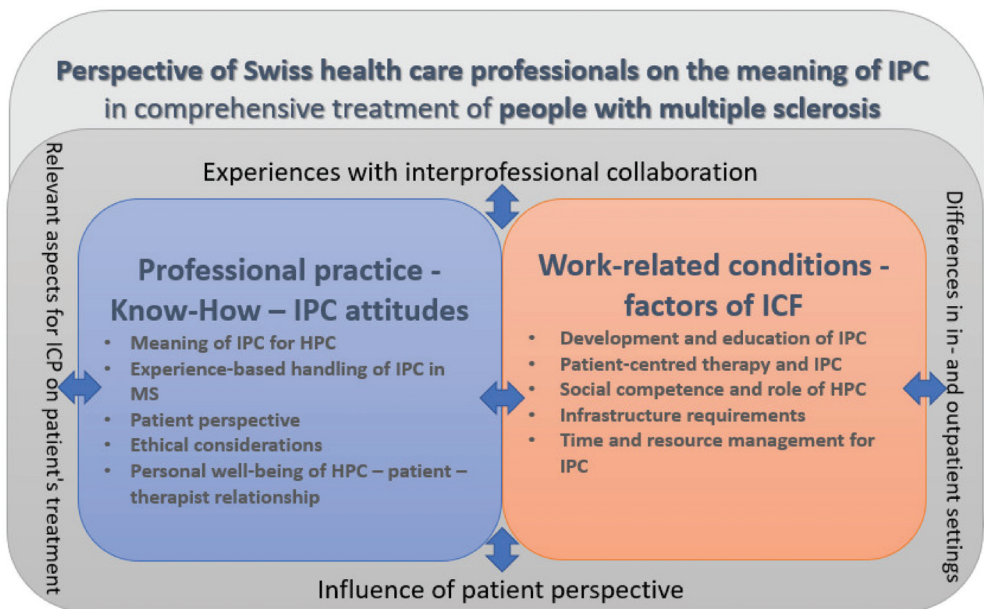 Perspective of Swiss health care professionals on the meaning of IPC
in comprehensive treatment of people with multiple sclerosis
Relevant aspects for ICP on patient's treatment
Experiences with interprofessional collaboration
Professional practice -
Know-How – IPC attitudes
• Meaning of IPC for HPC
• Experience-based handling of IPC in
MS
• Patient perspective
• Ethical considerations
• Personal well-being of HPC – patient –
therapist relationship
Work-related conditions -
factors of ICF
• Development and education of IPC
• Patient-centred therapy and IPC
• Social competence and role of HPC
• Infrastructure requirements
• Time and resource management for
IPC
Differences in in- and outpatient settings
Influence of patient perspective